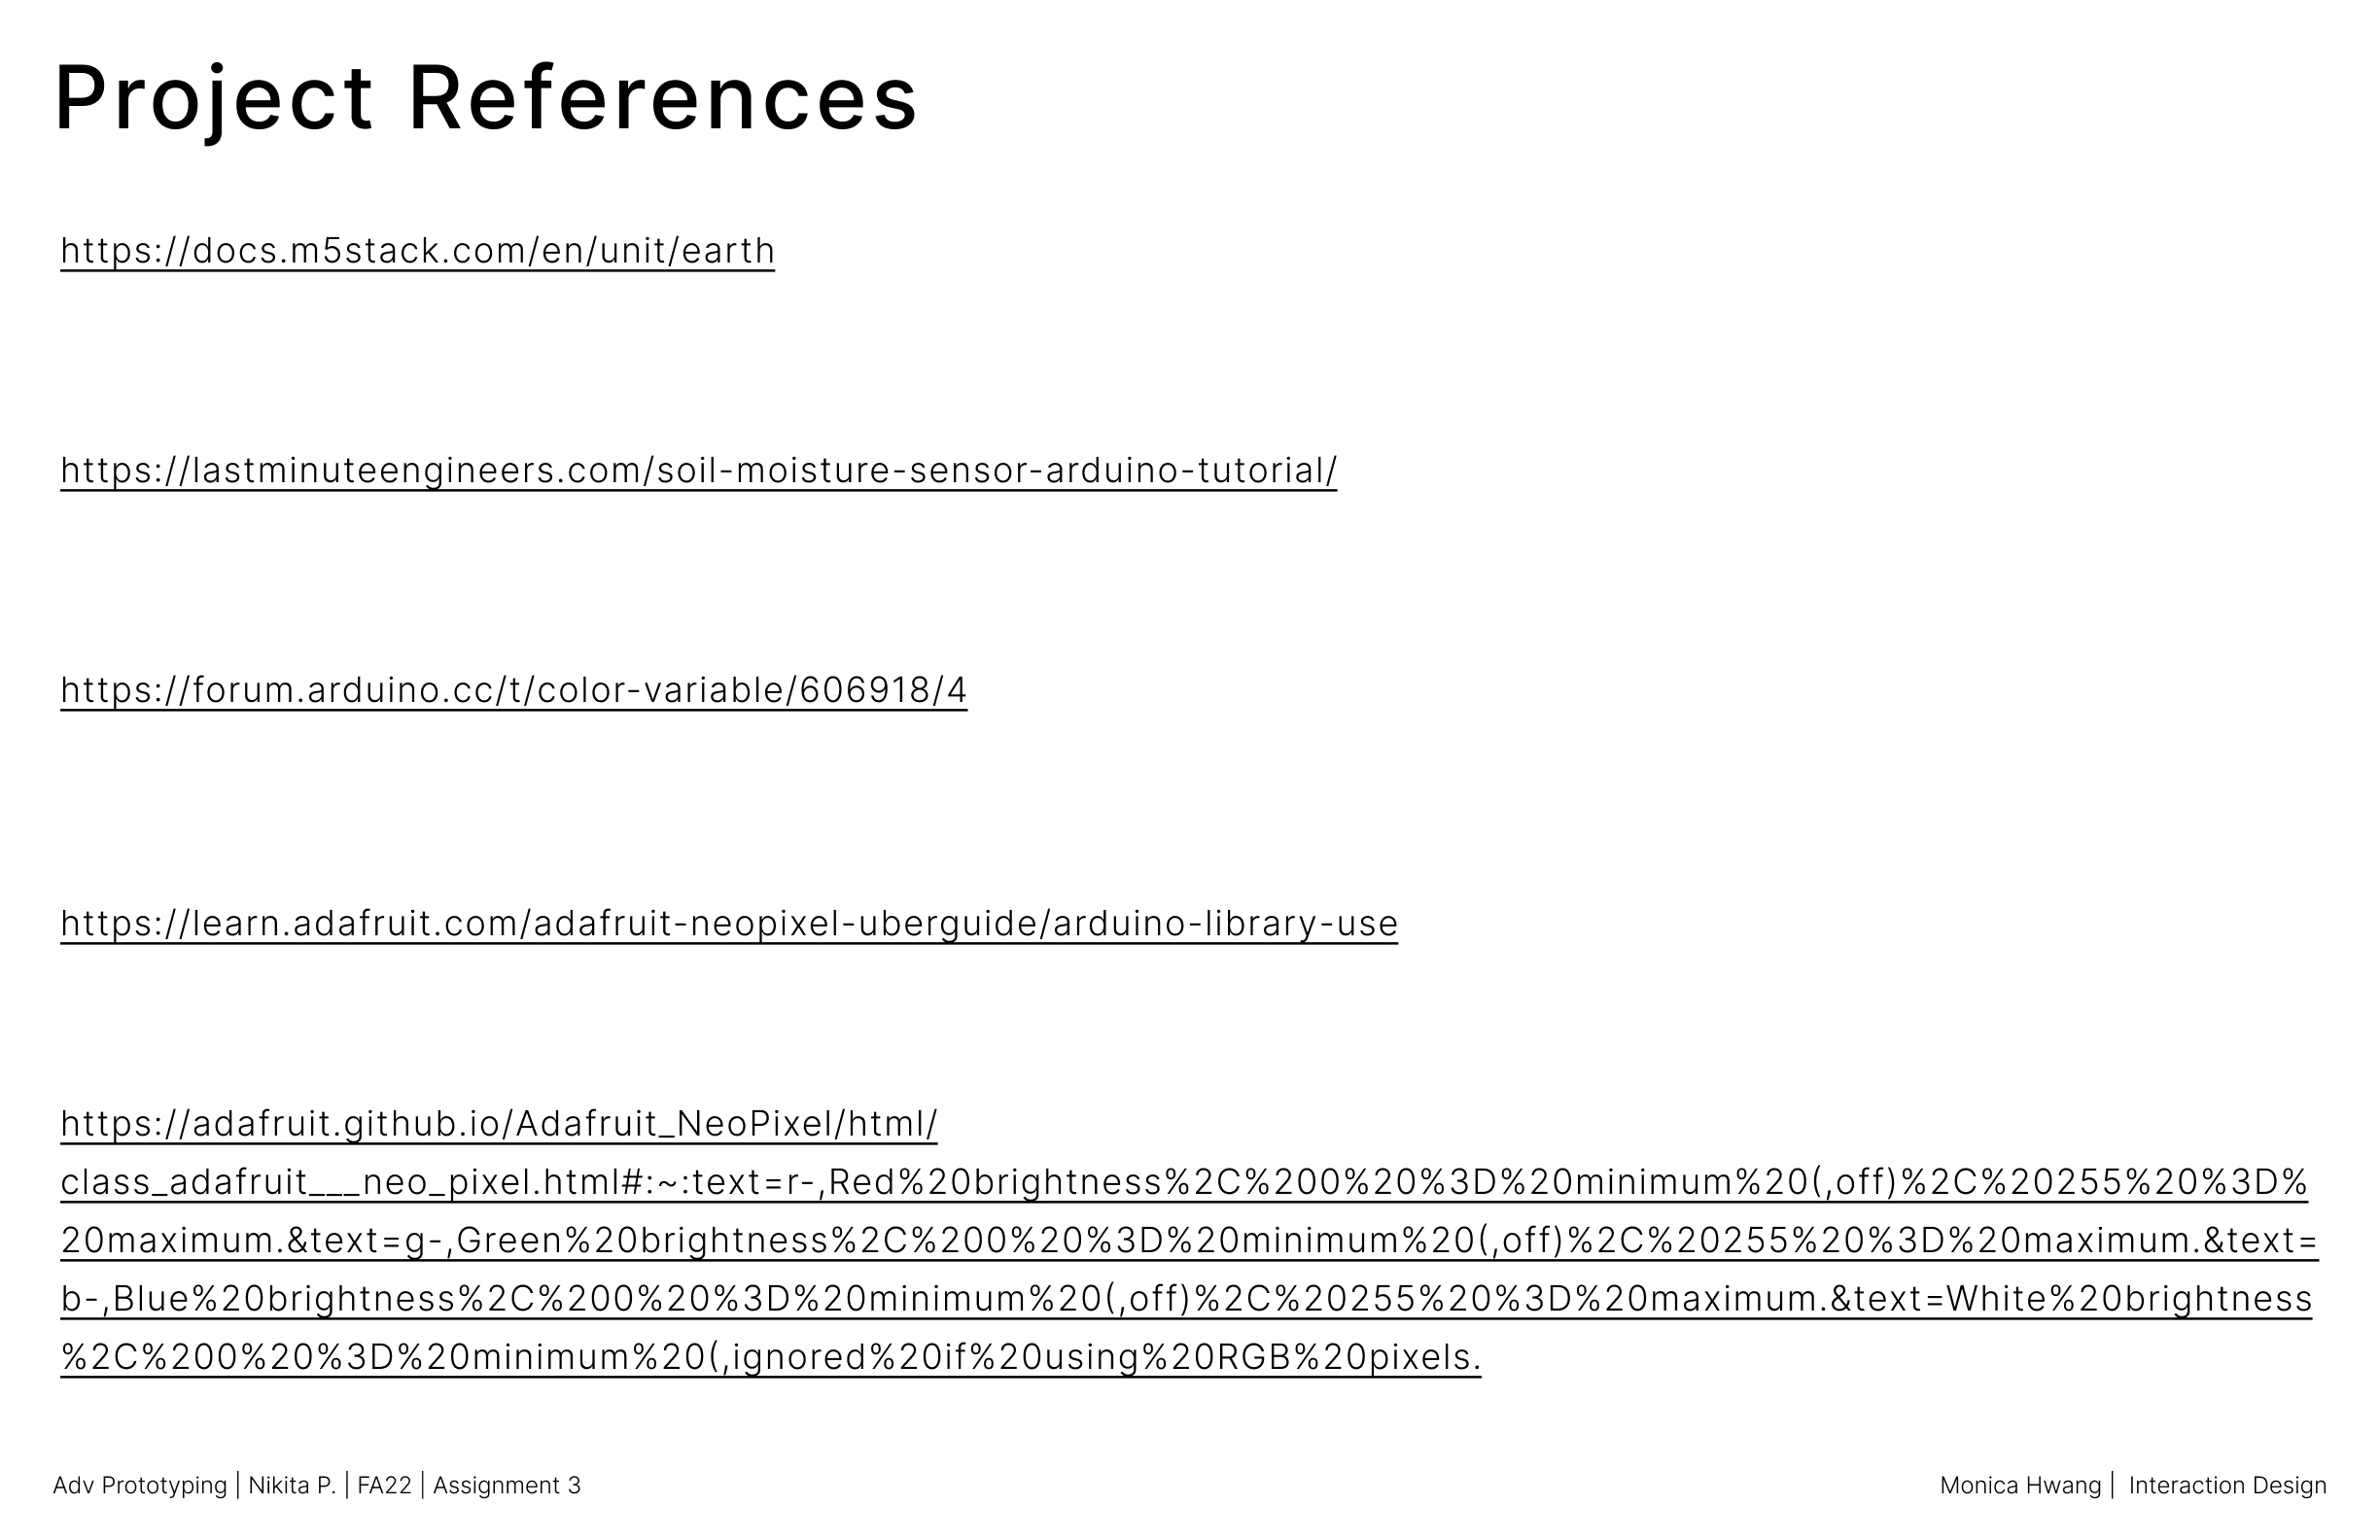 Project References
https://docs.m5stack.com/en/unit/earth
https://lastminuteengineers.com/soil-moisture-sensor-arduino-tutorial/
https://forum.arduino.cc/t/color-variable/606918/4
https://learn.adafruit.com/adafruit-neopixel-uberguide/arduino-library-use
https://adafruit.github.io/Adafruit_NeoPixel/html/
class_adafruit___neo_pixel.html#:~:text=r-,Red%20brightness%2C%200%20%3D%20minimum%20(,off)%2C%20255%20%3D%
20maximum.&text=g-,Green%20brightness%2C%200%20%3D%20minimum%20(,off)%2C%20255%20%3D%20maximum.&text=
b-,Blue%20brightness%2C%200%20%3D%20minimum%20(,off)%2C%20255%20%3D%20maximum.&text=White%20brightness
%2C%200%20%3D%20minimum%20(,ignored%20if%20using%20RGB%20pixels.
Adv Prototyping | Nikita P. | FA22 | Assignment 3
Monica Hwang | Interaction Design